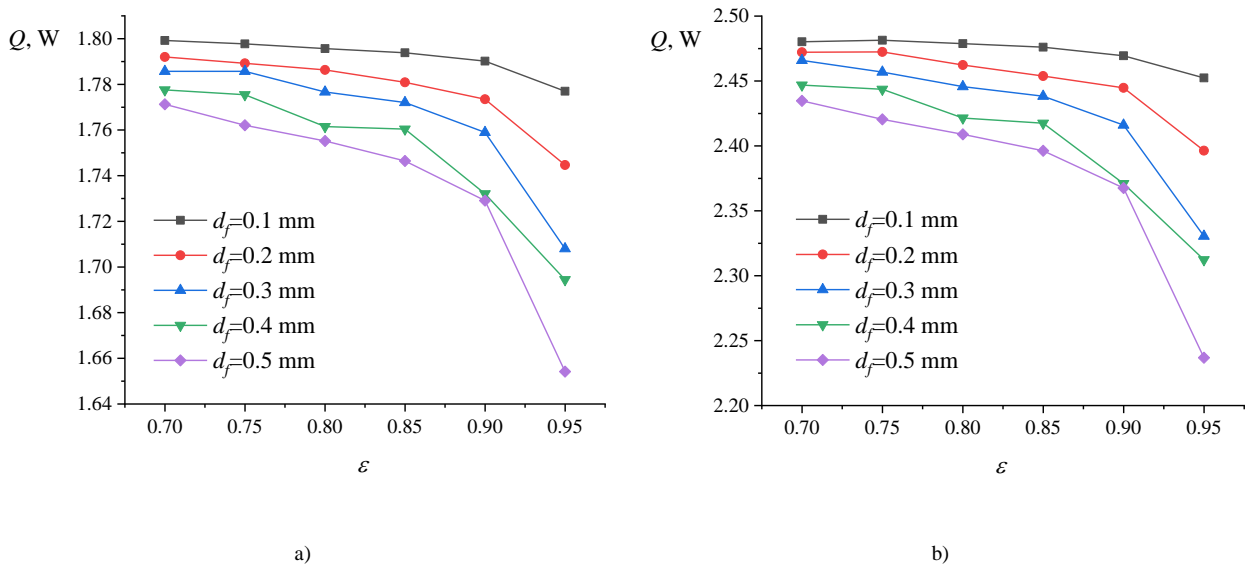 Q, W
1.80
1.78
1.76
1.74
1.72
1.70
1.68
1.66
1.64
0.70 0.75 0.80 0.85 0.90 0.95
ε
d_f=0.1 mm
d_f=0.2 mm
d_f=0.3 mm
d_f=0.4 mm
d_f=0.5 mm
a)
Q, W
2.50
2.45
2.40
2.35
2.30
2.25
2.20
0.70 0.75 0.80 0.85 0.90 0.95
ε
d_f=0.1 mm
d_f=0.2 mm
d_f=0.3 mm
d_f=0.4 mm
d_f=0.5 mm
b)